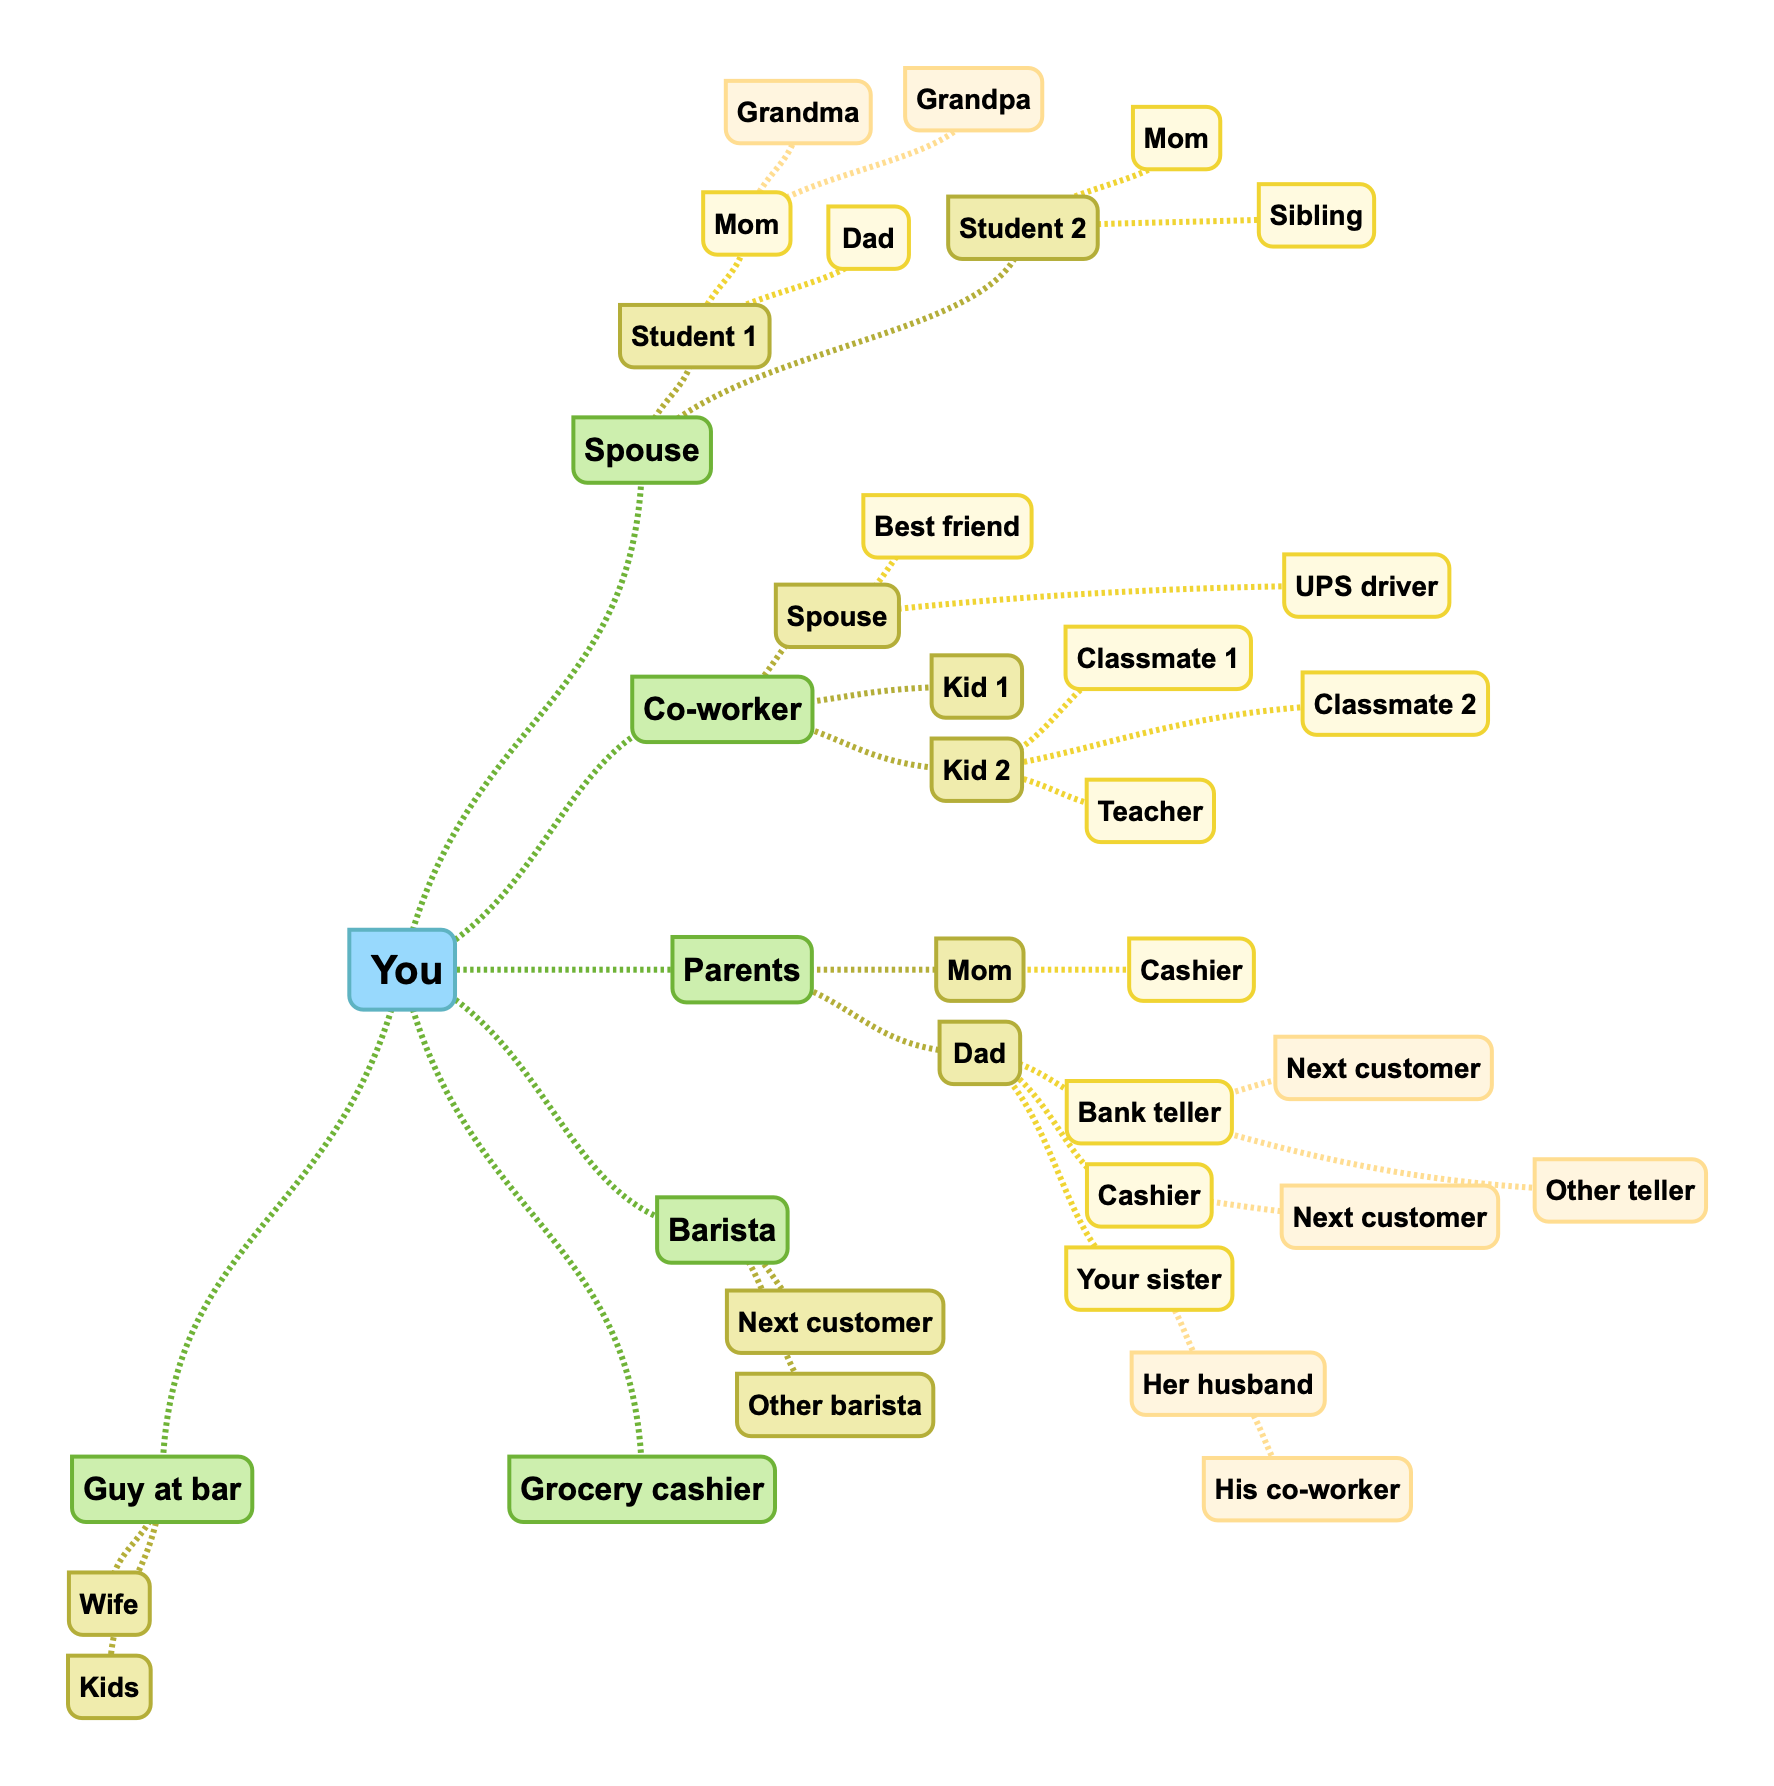 Grandma
Grandpa
Mom
Mom
Dad
Student 2
Sibling
Student 1
Spouse
Best friend
UPS driver
Spouse
Classmate 1
Kid 1
Classmate 2
Co-worker
Kid 2
Teacher
You
Parents
Mom
Cashier
Dad
Next customer
Bank teller
Other teller
Cashier
Next customer
Barista
Your sister
Next customer
Her husband
Other barista
Guy at bar
Grocery cashier
His co-worker
Wife
Kids